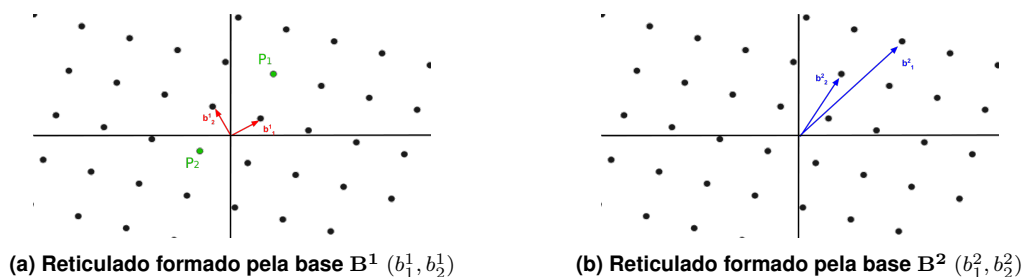 P₁
b¹₂
b¹₁
P₂
(a) Reticulado formado pela base B¹ (b¹₁, b¹₂)
b²₁
b²₂
(b) Reticulado formado pela base B² (b²₁, b²₂)